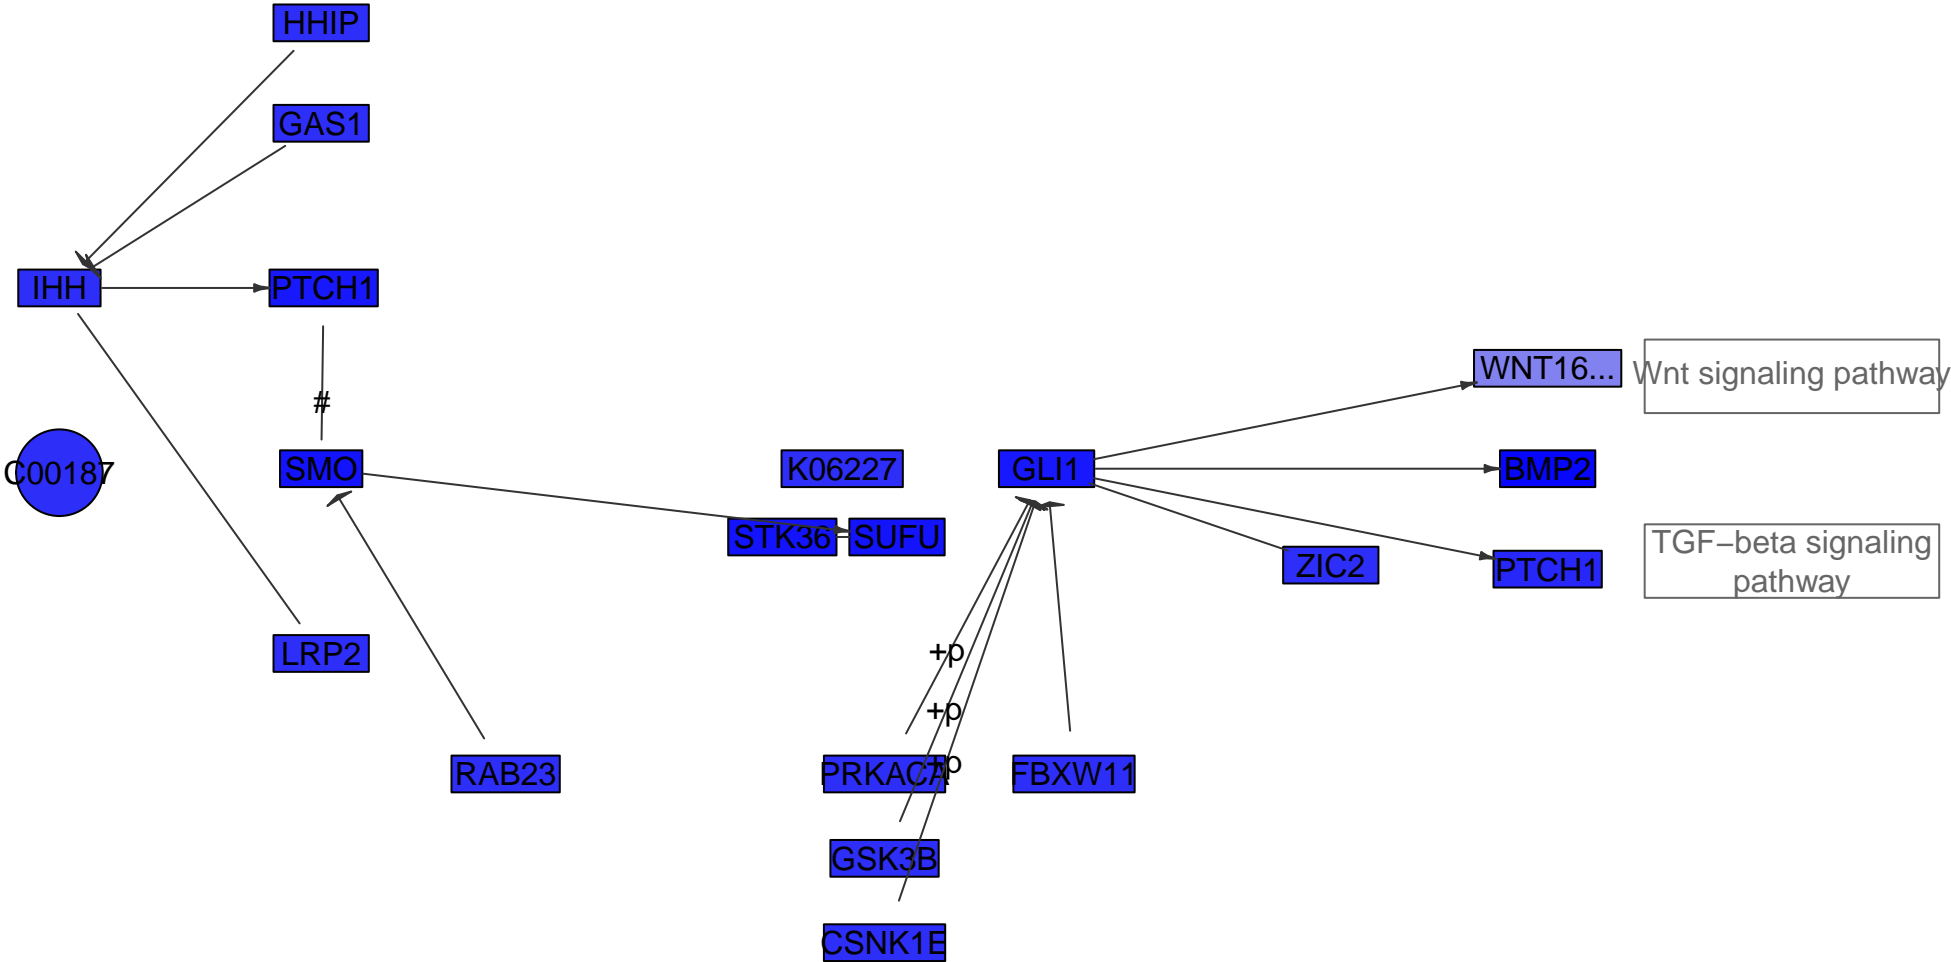 HHIP
GAS1
IHH
PTCH1
WNT16...
Wnt signaling pathway
#
C00187
SMO
K06227
GLI1
BMP2
STK36
SUFU
TGF−beta signaling
pathway
ZIC2
PTCH1
LRP2
+p
+p
+p
RAB23
PRKACA
FBXW11
GSK3B
CSNK1E